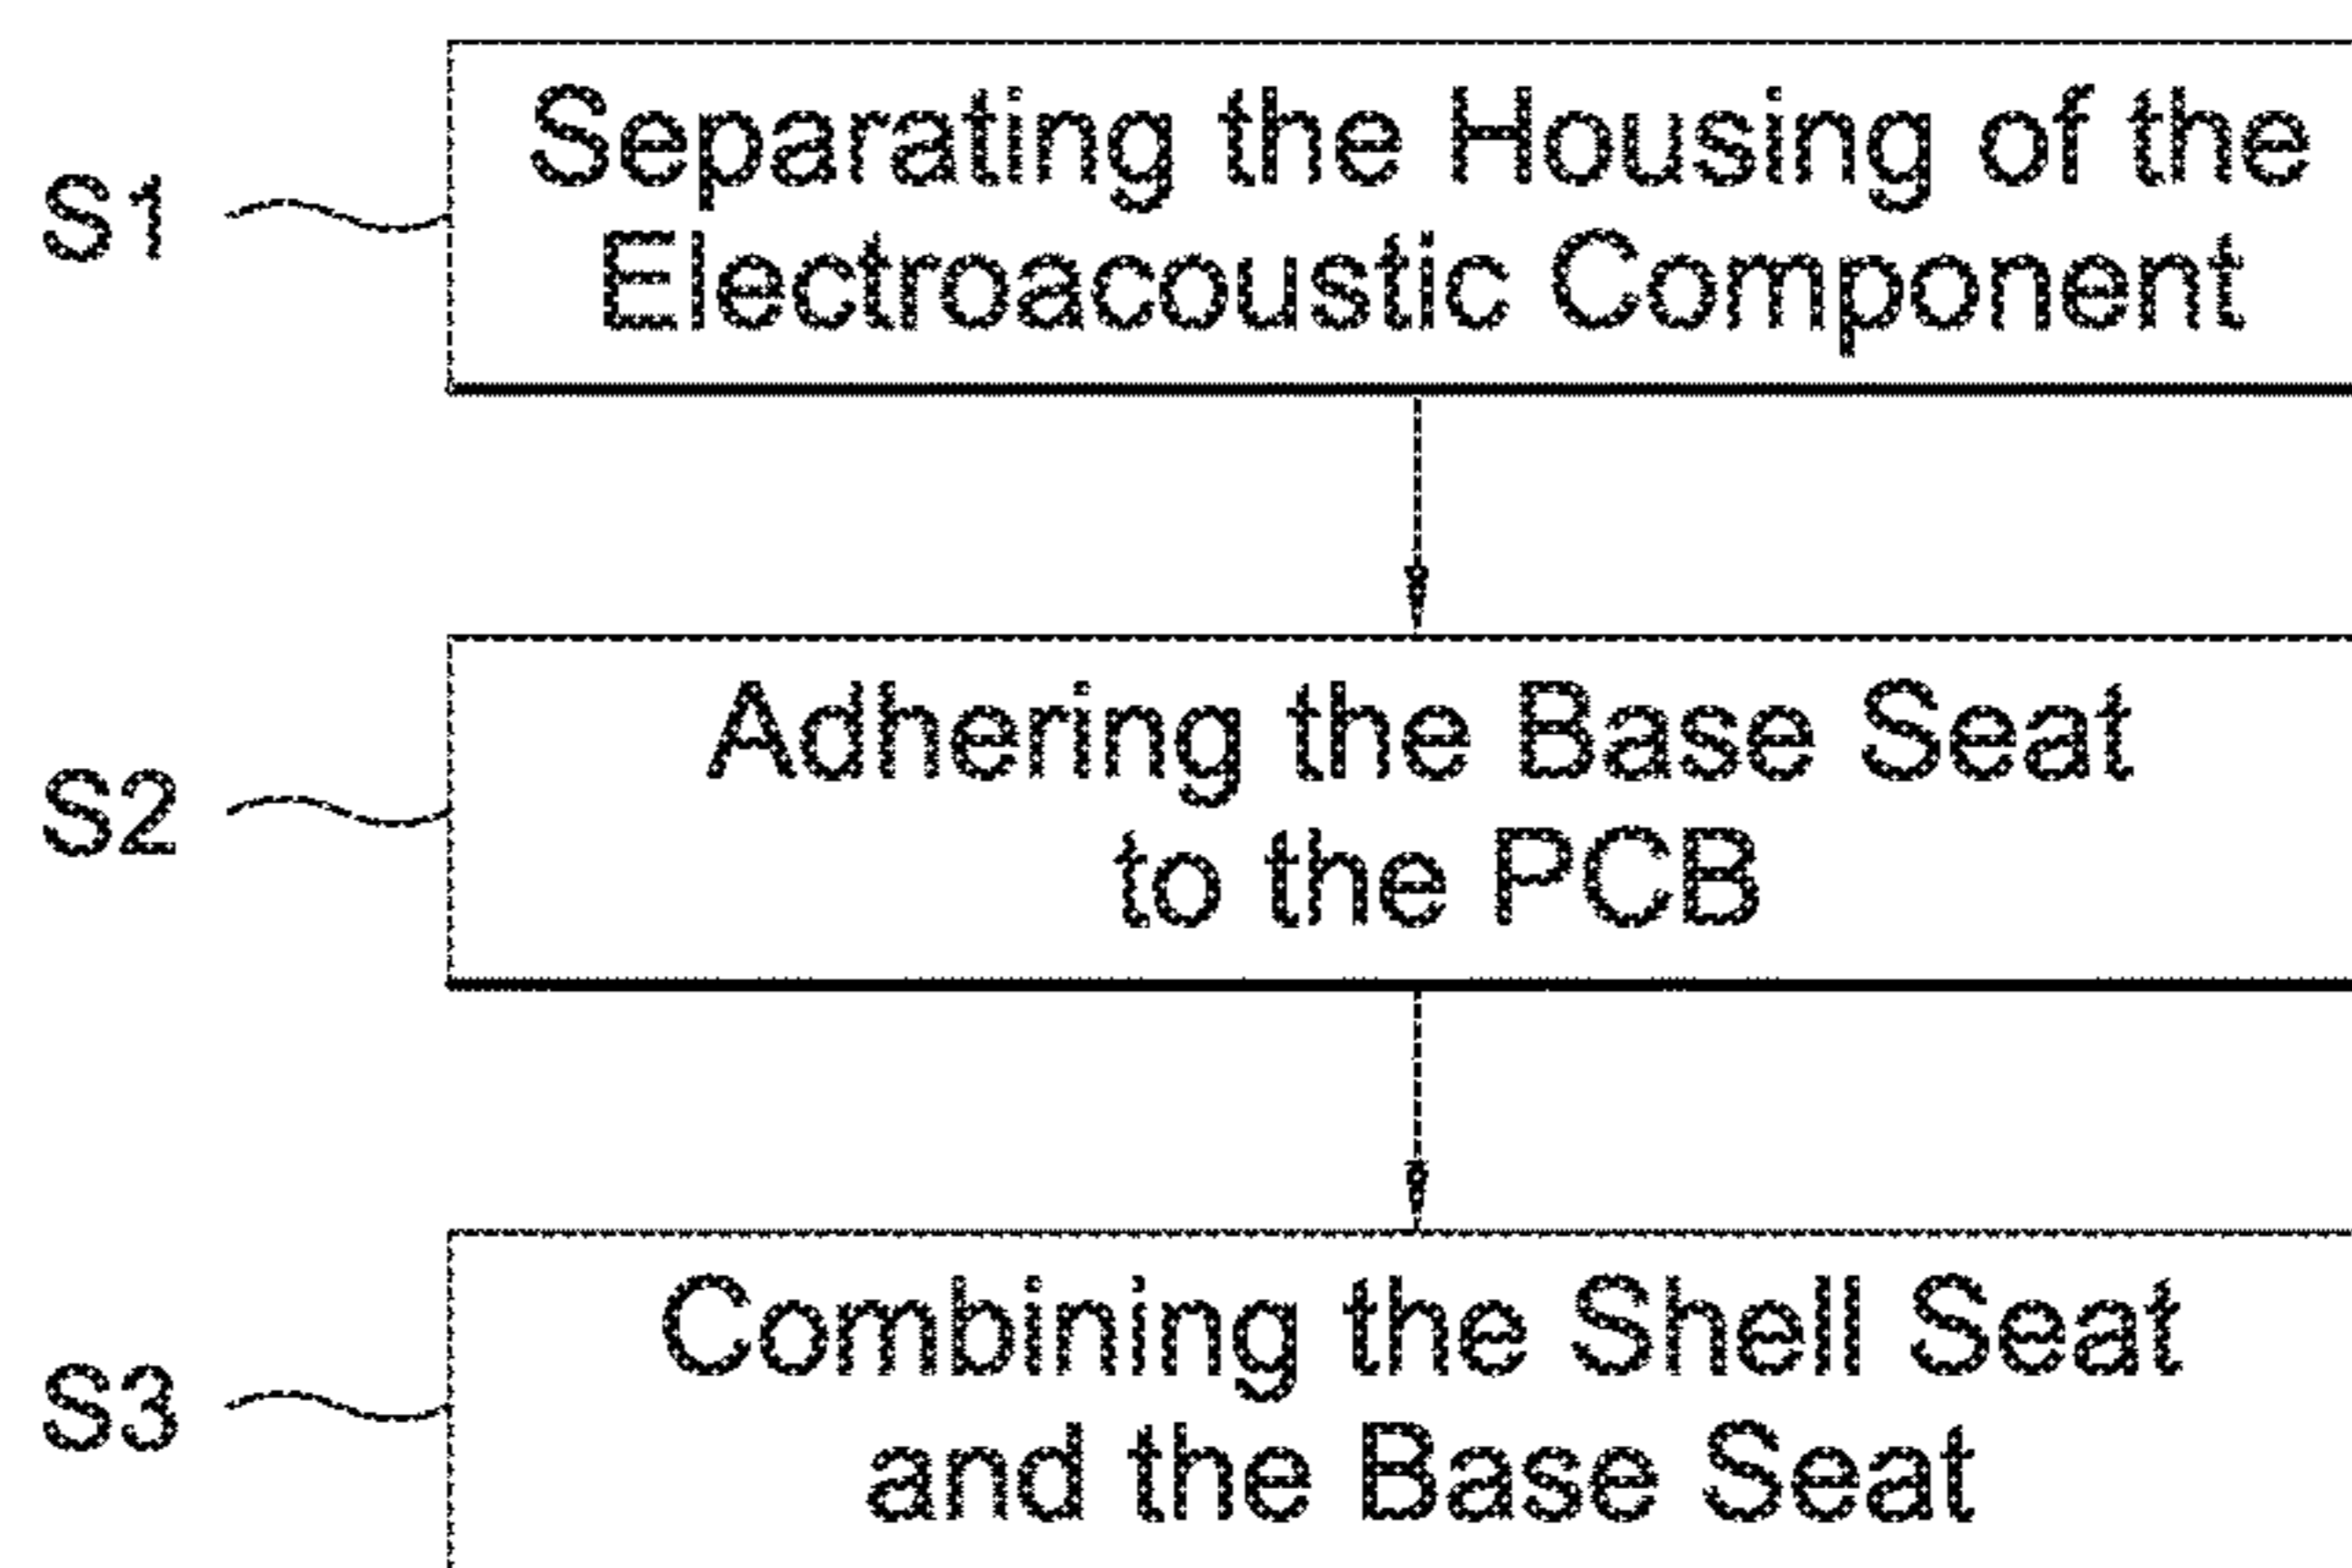 S1
Separating the Housing of the
Electroacoustic Component
S2
Adhering the Base Seat
to the PCB
S3
Combining the Shell Seat
and the Base Seat